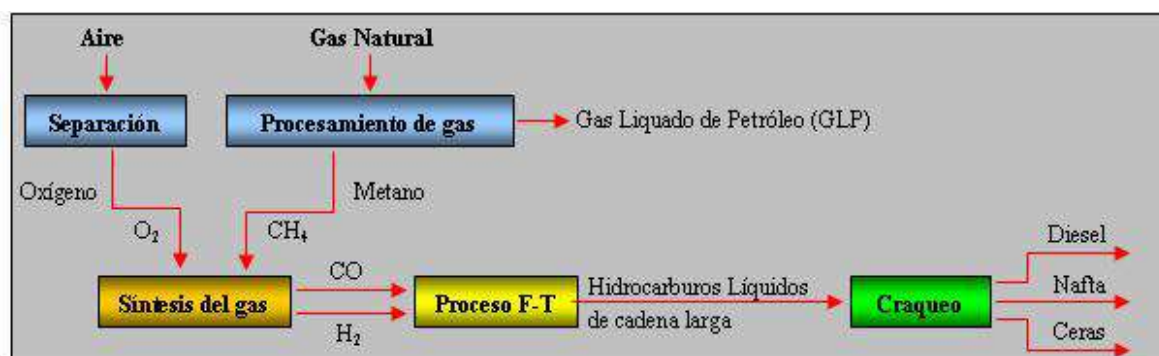 Aire
Gas Natural
Separación
Procesamiento de gas
Gas Liquado de Petróleo (GLP)
Oxígeno
Metano
O₂
CH₄
Síntesis del gas
CO
H₂
Proceso F-T
Hidrocarburos Líquidos
de cadena larga
Craqueo
Diesel
Nafta
Ceras